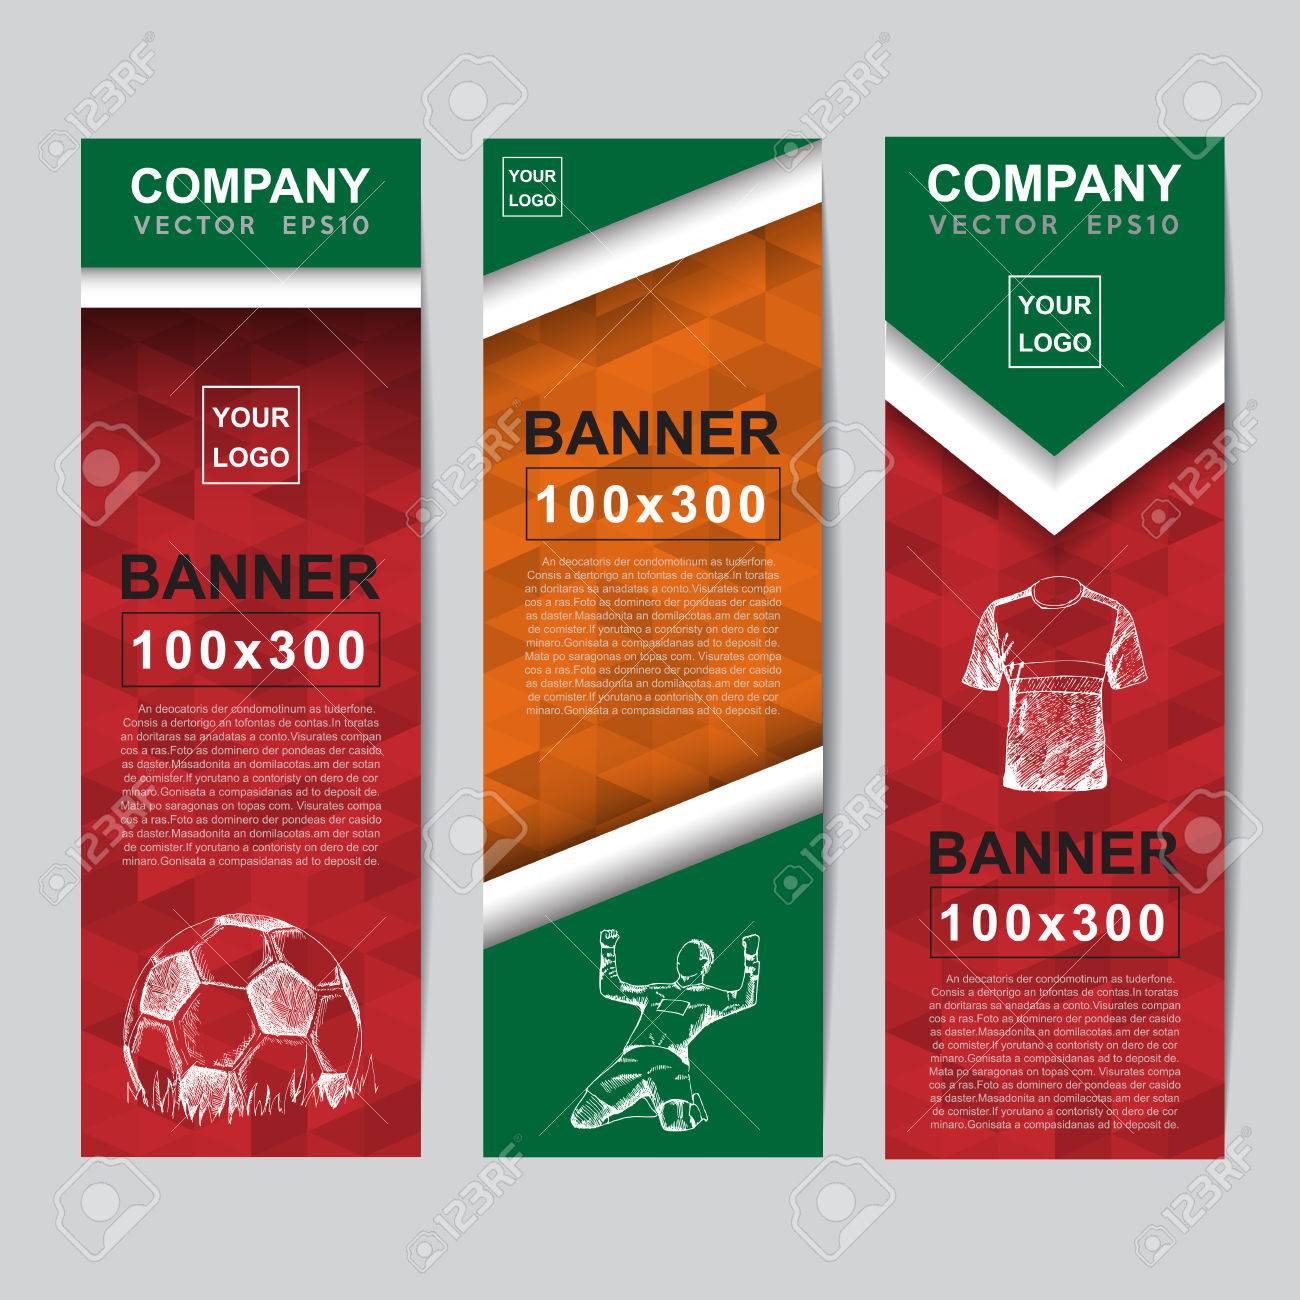 COMPANY
VECTOR EPS10
YOUR
LOGO
BANNER
100x300
An deocatoris der condomotinum as tuderfone.
Consis a dertorigo an tofontas de contas.In toratas
an doritaras sa anadatas a conto.Visurates compa
cos a ras.Foto as dominero der pondeas der casido
as daster.Masadonita an domilacotas.am der sotan
de comister.If yorutano a contoristy on dero de cor
minaro.Gonisata a compasidanas ad to deposit de.
Mata po saragonas on topas com. Visurates compa
cos a ras.Foto as dominero der pondeas der casido
as daster.Masadonita an domilacotas.am der sotan
de comister.If yorutano a contoristy on dero de cor
minaro.Gonisata a compasidanas ad to deposit de.
YOUR
LOGO
BANNER
100x300
An deocatoris der condomotinum as tuderfone.
Consis a dertorigo an tofontas de contas.In toratas
an doritaras sa anadatas a conto.Visurates compa
cos a ras.Foto as dominero der pondeas der casido
as daster.Masadonita an domilacotas.am der sotan
de comister.If yorutano a contoristy on dero de cor
minaro.Gonisata a compasidanas ad to deposit de.
Mata po saragonas on topas com. Visurates compa
cos a ras.Foto as dominero der pondeas der casido
as daster.Masadonita an domilacotas.am der sotan
de comister.If yorutano a contoristy on dero de cor
minaro.Gonisata a compasidanas ad to deposit de.
COMPANY
VECTOR EPS10
YOUR
LOGO
BANNER
100x300
An deocatoris der condomotinum as tuderfone.
Consis a dertorigo an tofontas de contas.In toratas
an doritaras sa anadatas a conto.Visurates compan
cos a ras.Foto as dominero der pondeas der casido
as daster.Masadonita an domilacotas.am der sotan
de comister.If yorutano a contoristy on dero de cor
minaro.Gonisata a compasidanas ad to deposit de.
cos a ras.Foto as dominero der pondeas der casido
as daster.Masadonita an domilacotas.am der sotan
de comister.If yorutano a contoristy on dero de cor
minaro.Gonisata a compasidanas ad to deposit de.
123RF